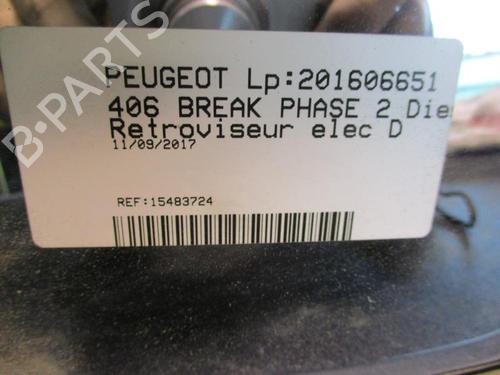 PEUGEOT Lp:201606651
406 BREAK PHASE 2 Die
Retroviseur elec D
11/09/2017
REF:15483724
B-PARTS